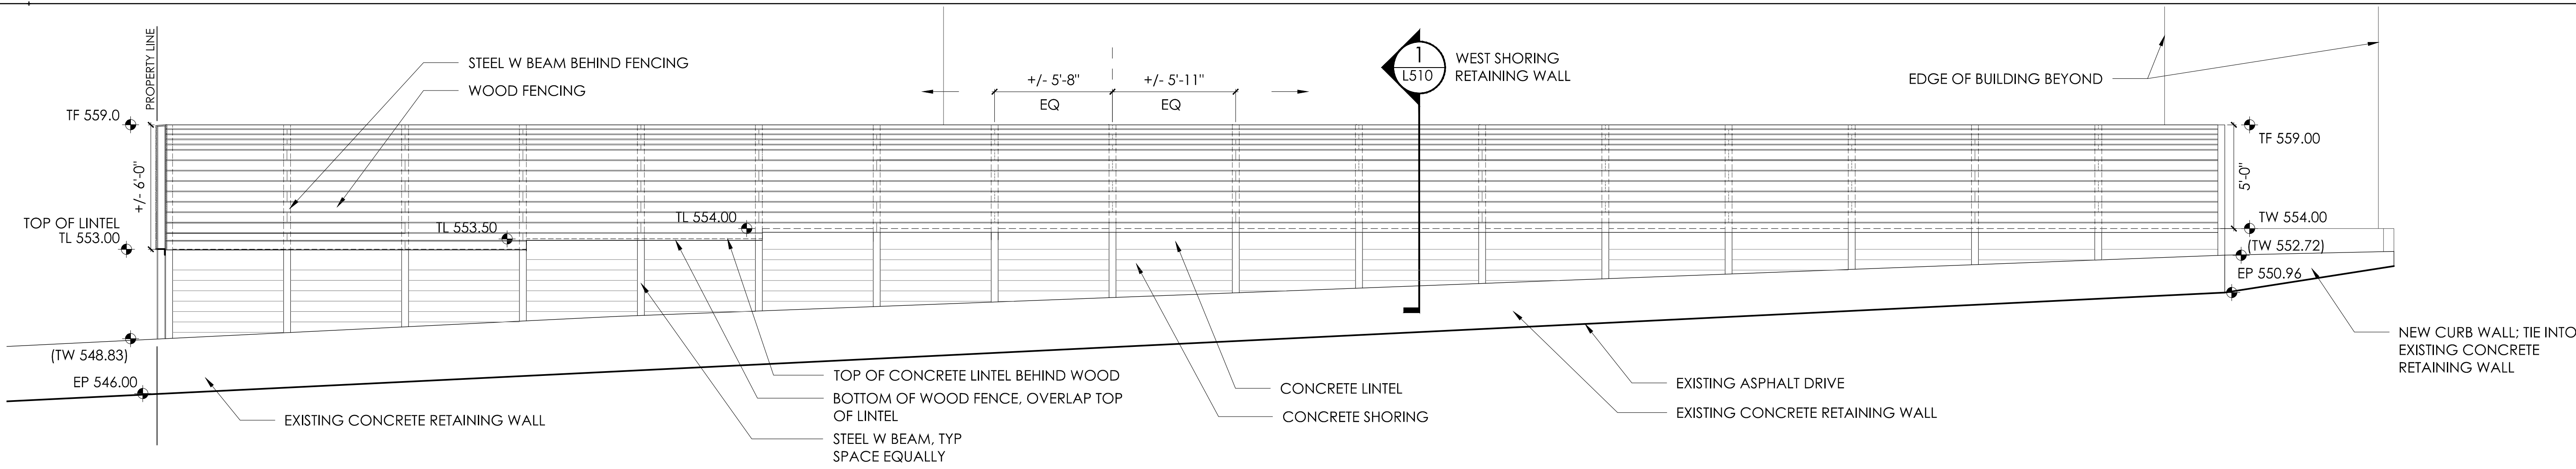 PROPERTY LINE
STEEL W BEAM BEHIND FENCING
WOOD FENCING
TF 559.0
+/- 6'-0"
TOP OF LINTEL
TL 553.00
TL 553.50
TL 554.00
+/- 5'-8"
EQ
+/- 5'-11"
EQ
1
L510
WEST SHORING
RETAINING WALL
EDGE OF BUILDING BEYOND
TF 559.00
5'-0"
TW 554.00
(TW 552.72)
EP 550.96
(TW 548.83)
EP 546.00
EXISTING CONCRETE RETAINING WALL
TOP OF CONCRETE LINTEL BEHIND WOOD
BOTTOM OF WOOD FENCE, OVERLAP TOP
OF LINTEL
STEEL W BEAM, TYP
SPACE EQUALLY
CONCRETE LINTEL
CONCRETE SHORING
EXISTING ASPHALT DRIVE
EXISTING CONCRETE RETAINING WALL
NEW CURB WALL; TIE INTO
EXISTING CONCRETE
RETAINING WALL